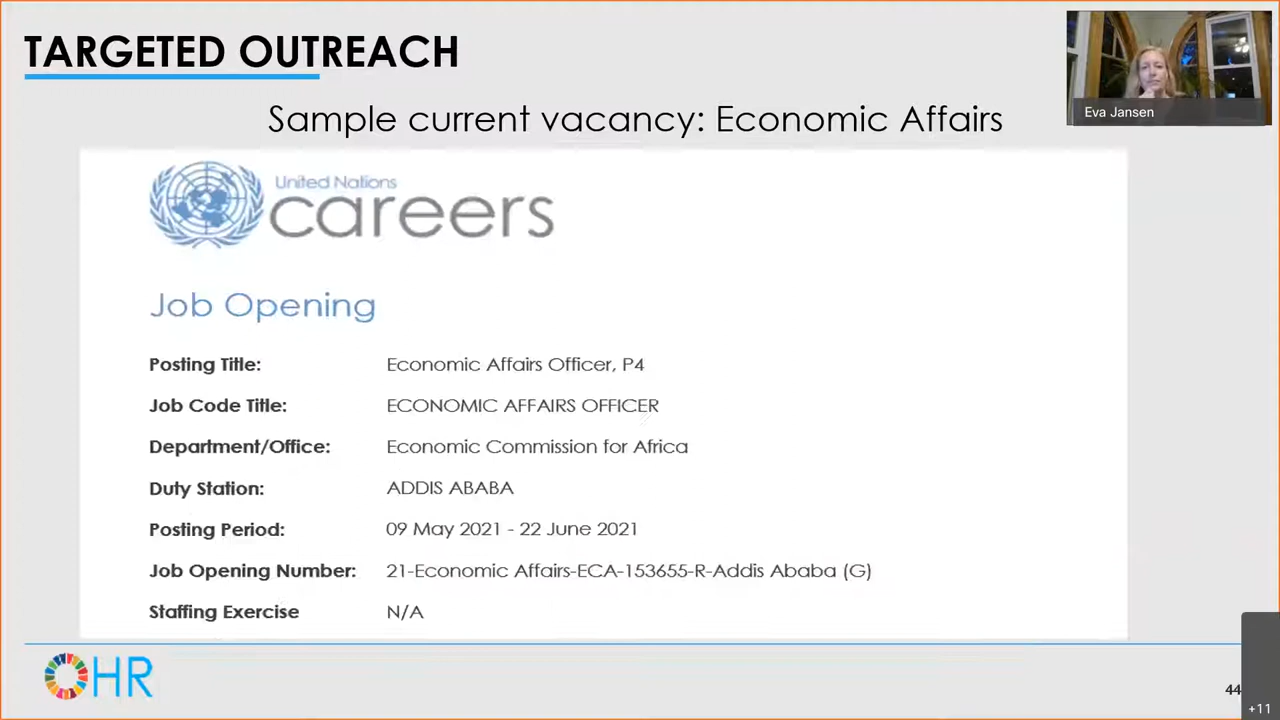 TARGETED OUTREACH
Eva Jansen
Sample current vacancy: Economic Affairs
United Nations
careers
Job Opening
Posting Title: Economic Affairs Officer, P4
Job Code Title: ECONOMIC AFFAIRS OFFICER
Department/Office: Economic Commission for Africa
Duty Station: ADDIS ABABA
Posting Period: 09 May 2021 - 22 June 2021
Job Opening Number: 21-Economic Affairs-ECA-153655-R-Addis Ababa (G)
Staffing Exercise N/A
OHR
44
+11